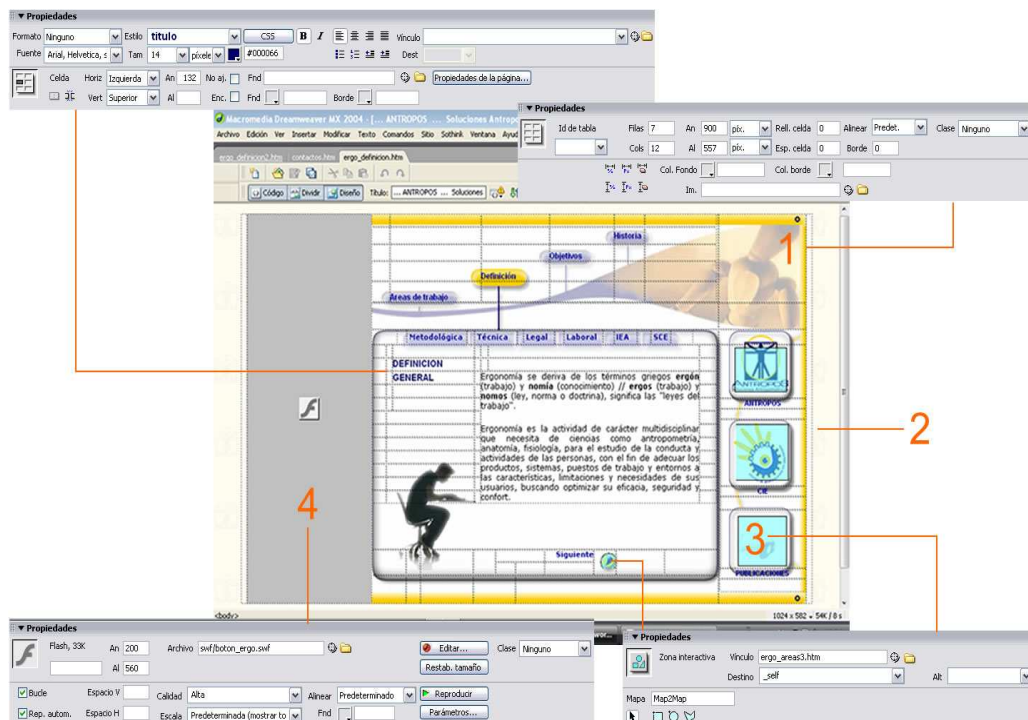 ▼ Propiedades
Formato Ninguno Estilo titulo CSS B I Vínculo
Fuente Arial, Helvetica, s Tam 14 píxele #000066 Dest
Celda Horiz Izquierda An 132 No aj. Fnd Propiedades de la página...
Vert Superior Al Enc. Fnd Borde
▼ Propiedades
Id de tabla Filas 7 An 900 píx. Rell. celda 0 Alinear Predet. Clase Ninguno
Cols 12 Al 557 píx. Esp. celda 0 Borde 0
Col. Fondo Col. borde
Im.
Macromedia Dreamweaver MX 2004 - [... ANTROPOS ... Soluciones Antropo
Archivo Edición Ver Insertar Modificar Texto Comandos Sitio Sothink Ventana Ayud
ergo_definicion2.htm contactos.htm ergo_definicion.htm
Código Dividir Diseño Título: ... ANTROPOS ... Soluciones
1
Historia
Objetivos
Definición
Areas de trabajo
Metodológica Técnica Legal Laboral IEA SCE
DEFINICION
GENERAL
Ergonomía se deriva de los términos griegos ergón
(trabajo) y nomía (conocimiento) // ergos (trabajo) y
nomos (ley, norma o doctrina), significa las "leyes del
trabajo".
Ergonomía es la actividad de carácter multidisciplinar
que necesita de ciencias como antropometría,
anatomía, fisiología, para el estudio de la conducta y
actividades de las personas, con el fin de adecuar los
productos, sistemas, puestos de trabajo y entornos a
las características, limitaciones y necesidades de sus
usuarios, buscando optimizar su eficacia, seguridad y
confort.
Siguiente
ANTROPOS
ANTROPOS
CIE
PUBLICACIONES
2
3
4
<body>
1024 x 582 54K / 8 s
▼ Propiedades
Flash, 33K An 200 Archivo swf/boton_ergo.swf Editar... Clase Ninguno
Al 560 Restab. tamaño
Bucle Espacio V Calidad Alta Alinear Predeterminado Reproducir
Rep. autom. Espacio H Escala Predeterminada (mostrar to Fnd Parámetros...
▼ Propiedades
Zona interactiva Vínculo ergo_areas3.htm
Destino _self Alt
Mapa Map2Map